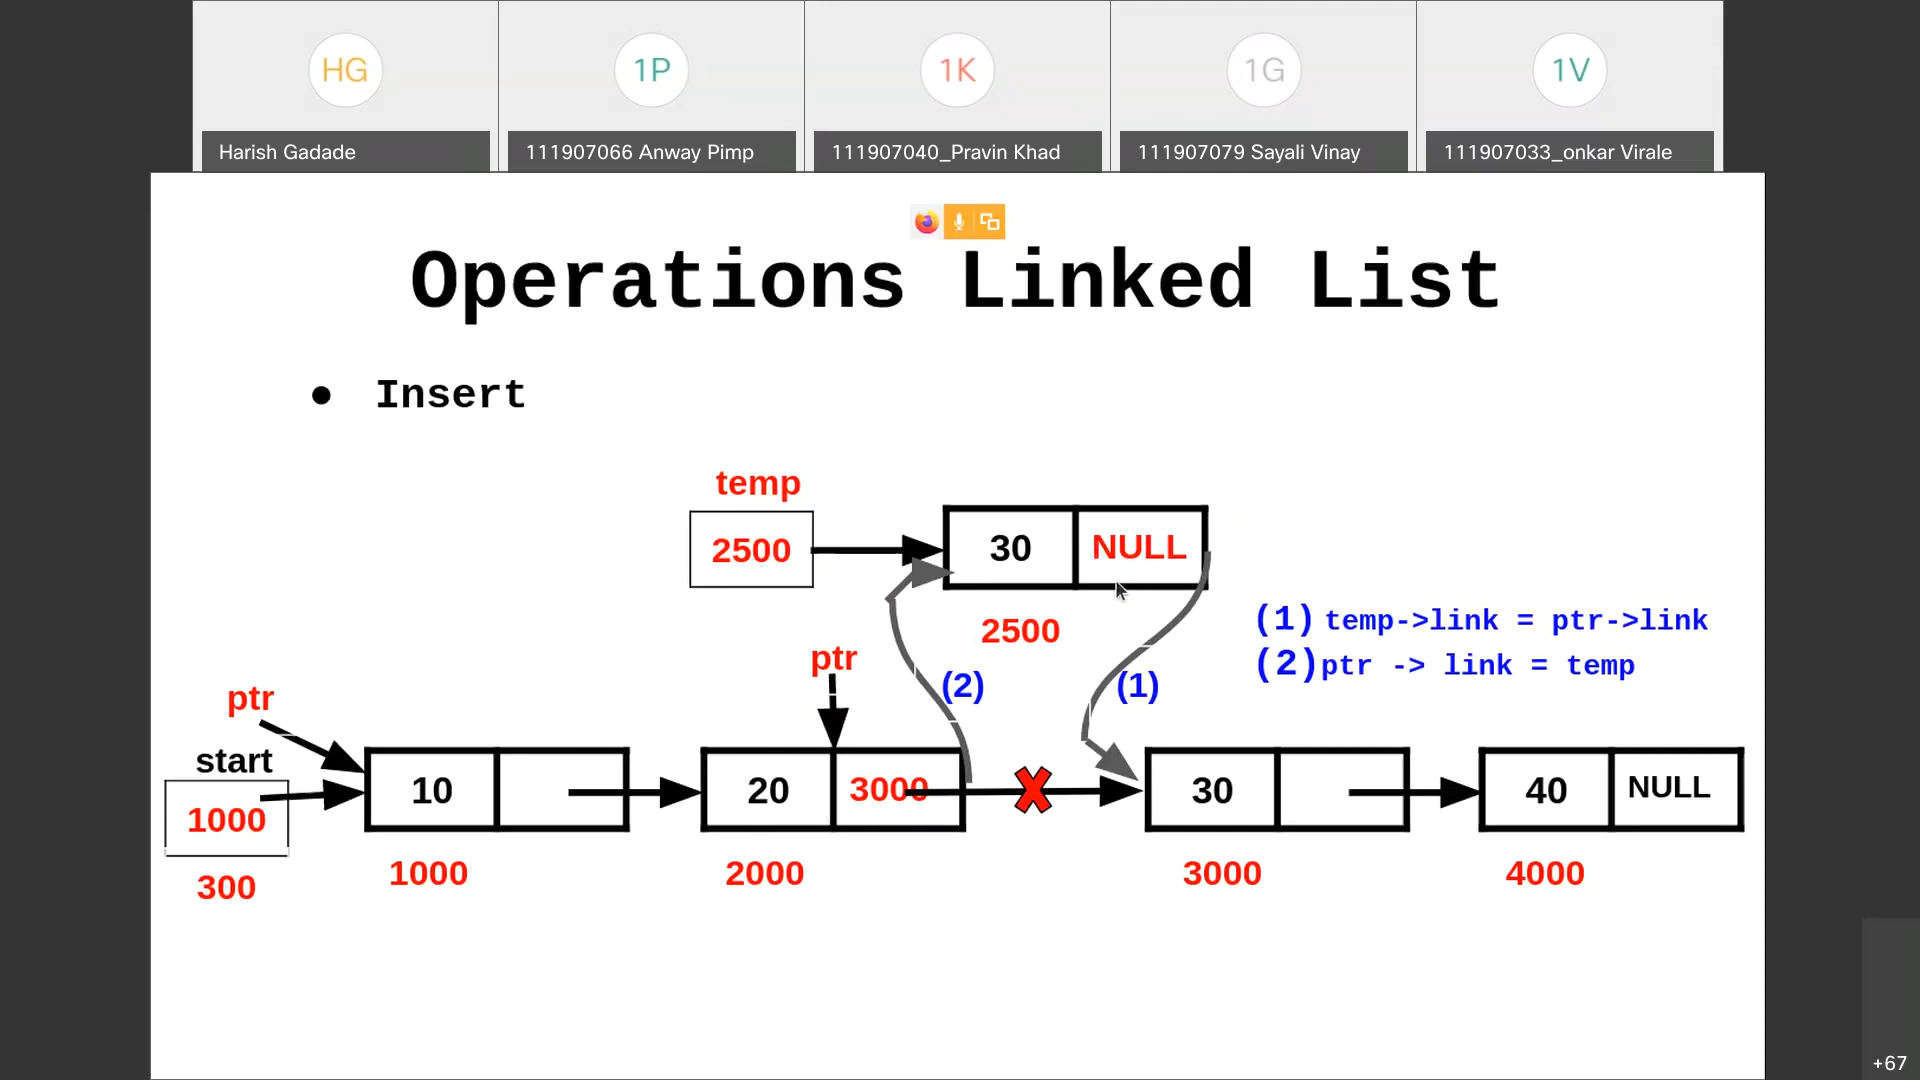 HG
1P
1K
1G
1V
Harish Gadade
111907066 Anway Pimp
111907040_Pravin Khad
111907079 Sayali Vinay
111907033_onkar Virale
Operations Linked List
● Insert
temp
2500
30 NULL
2500
(1) temp->link = ptr->link
(2)ptr -> link = temp
ptr
(2)
(1)
ptr
start
1000
10
20 3000
30
40 NULL
300
1000
2000
3000
4000
+67